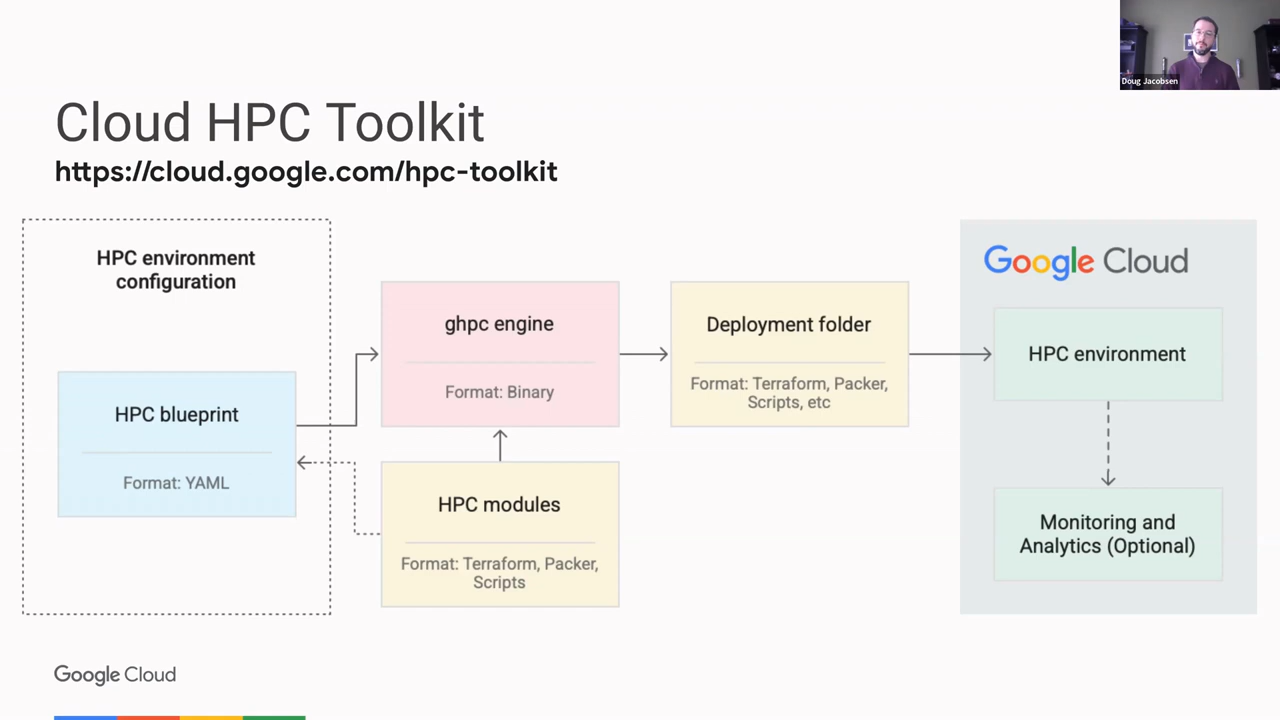 Doug Jacobsen
Cloud HPC Toolkit
https://cloud.google.com/hpc-toolkit
HPC environment
configuration
HPC blueprint
Format: YAML
ghpc engine
Format: Binary
HPC modules
Format: Terraform, Packer,
Scripts
Deployment folder
Format: Terraform, Packer,
Scripts, etc
Google Cloud
HPC environment
Monitoring and
Analytics (Optional)
Google Cloud